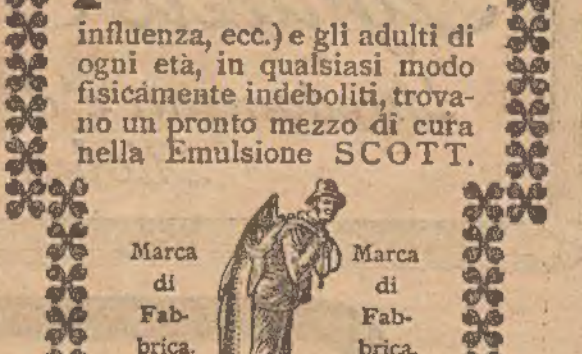 influenza, ecc.) e gli adulti di
ogni età, in qualsiasi modo
fisicamente indeboliti, trova-
no un pronto mezzo di cura
nella Emulsione SCOTT.
Marca
di
Fab-
brica.
Marca
di
Fab-
brica.